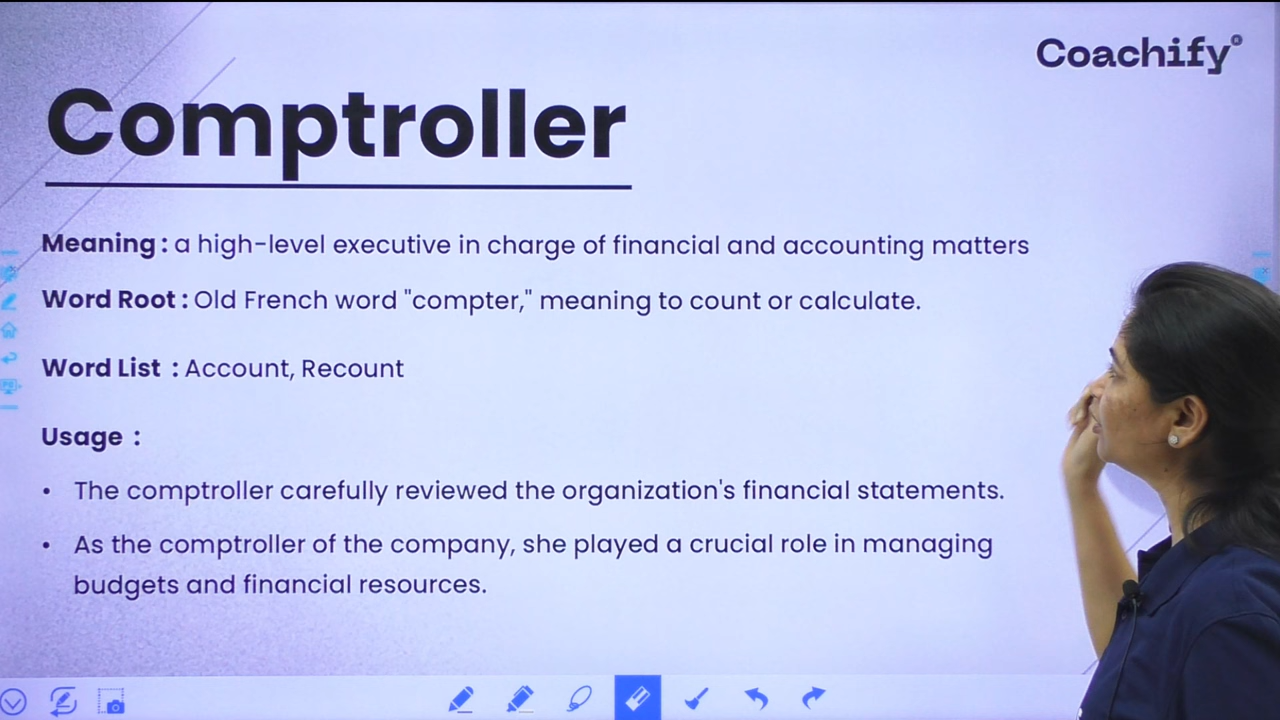 Coachify
Comptroller
Meaning : a high-level executive in charge of financial and accounting matters
Word Root : Old French word "compter," meaning to count or calculate.
Word List : Account, Recount
Usage :
• The comptroller carefully reviewed the organization's financial statements.
• As the comptroller of the company, she played a crucial role in managing
budgets and financial resources.